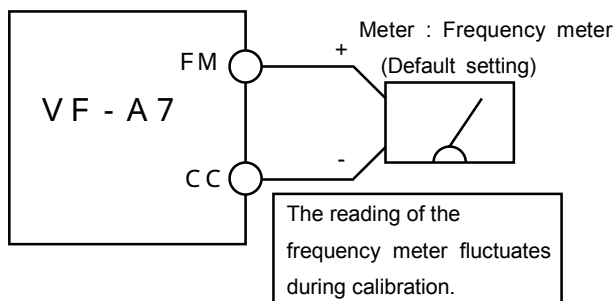 Meter : Frequency meter
(Default setting)
FM
+
VF-A7
CC
-
The reading of the
frequency meter fluctuates
during calibration.